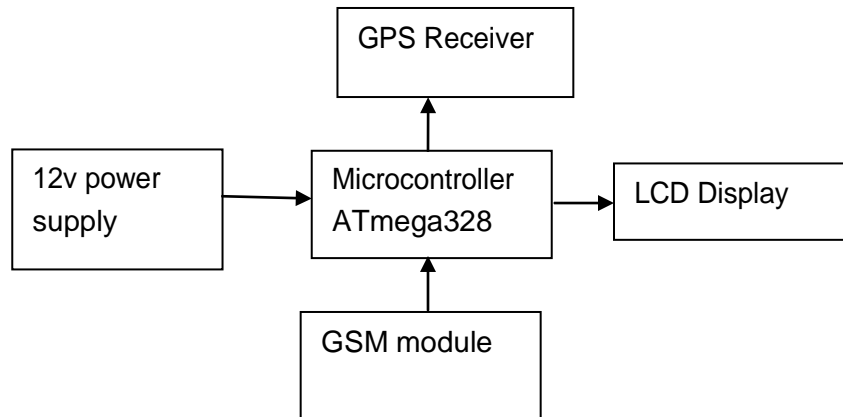 GPS Receiver
12v power
supply
Microcontroller
ATmega328
LCD Display
GSM module